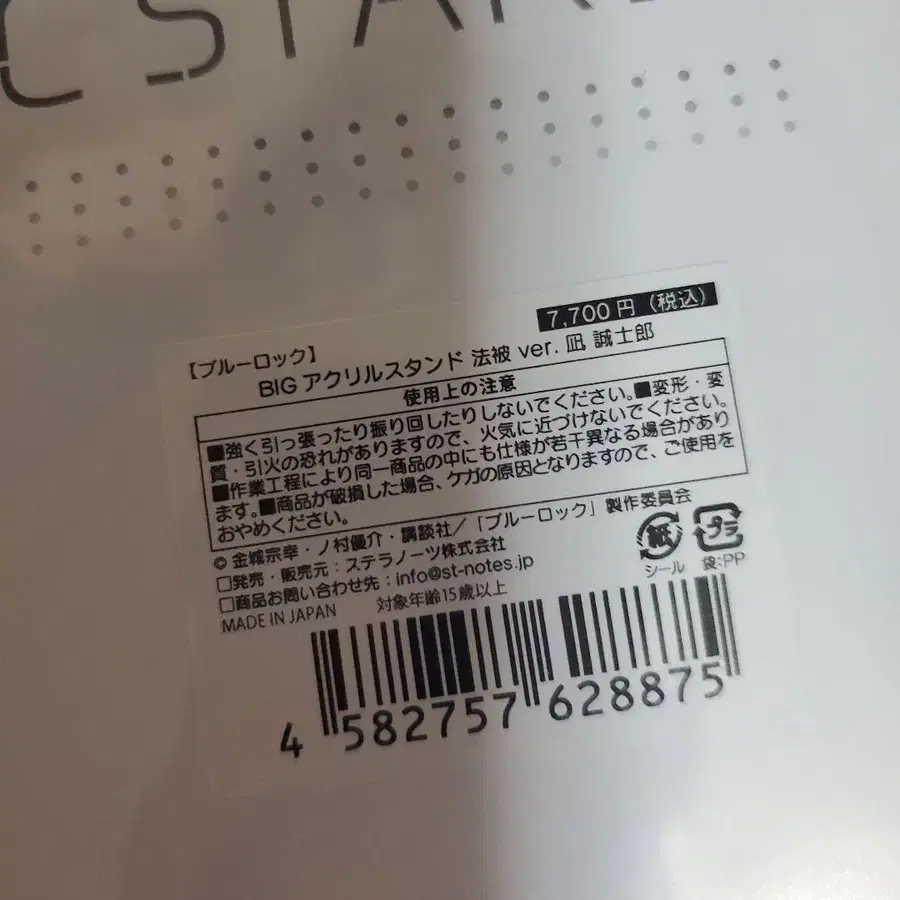 C STAN
7,700円（税込）
【ブルーロック】
BIG アクリルスタンド 法被 ver. 凪 誠士郎
使用上の注意
■強く引っ張ったり振り回したりしないでください。■変形・変
質・引火の恐れがありますので、火気に近づけないでください。
■作業工程により同一商品の中にも仕様が若干異なる場合があり
ます。■商品が破損した場合、ケガの原因となりますので、ご使用を
おやめください。
© 金城宗幸・ノ村優介・講談社／「ブルーロック」製作委員会
□発売・販売元：ステラノーツ株式会社
□商品お問い合わせ先：info@st-notes.jp
MADE IN JAPAN 対象年齢15歳以上
紙 プラ
シール 袋:PP
4 582757 628875